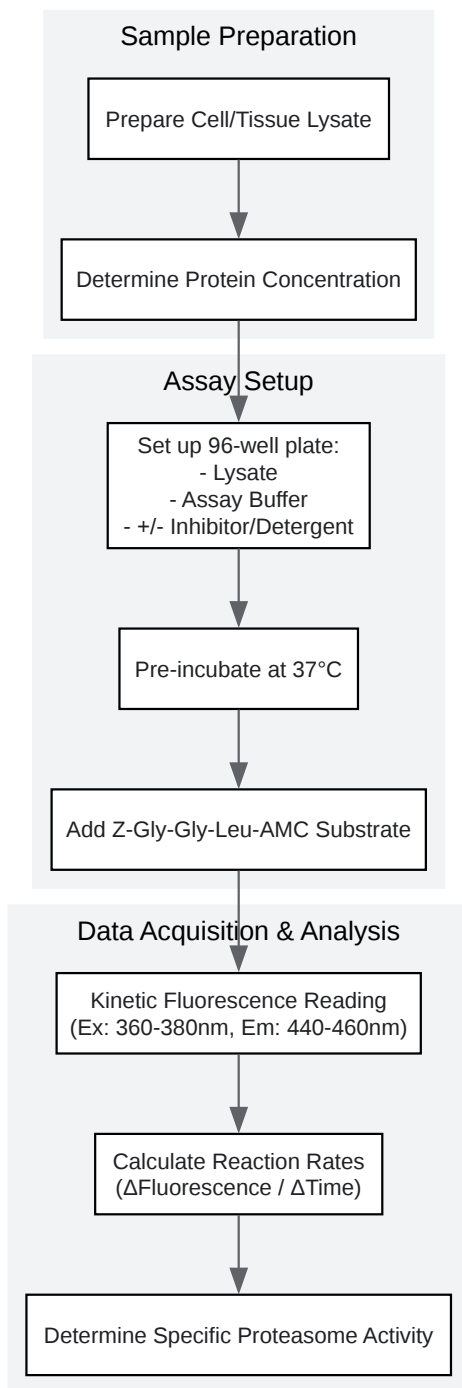 Sample Preparation
Prepare Cell/Tissue Lysate
Determine Protein Concentration
Assay Setup
Set up 96-well plate:
- Lysate
- Assay Buffer
- +/- Inhibitor/Detergent
Pre-incubate at 37°C
Add Z-Gly-Gly-Leu-AMC Substrate
Data Acquisition & Analysis
Kinetic Fluorescence Reading
(Ex: 360-380nm, Em: 440-460nm)
Calculate Reaction Rates
(ΔFluorescence / ΔTime)
Determine Specific Proteasome Activity